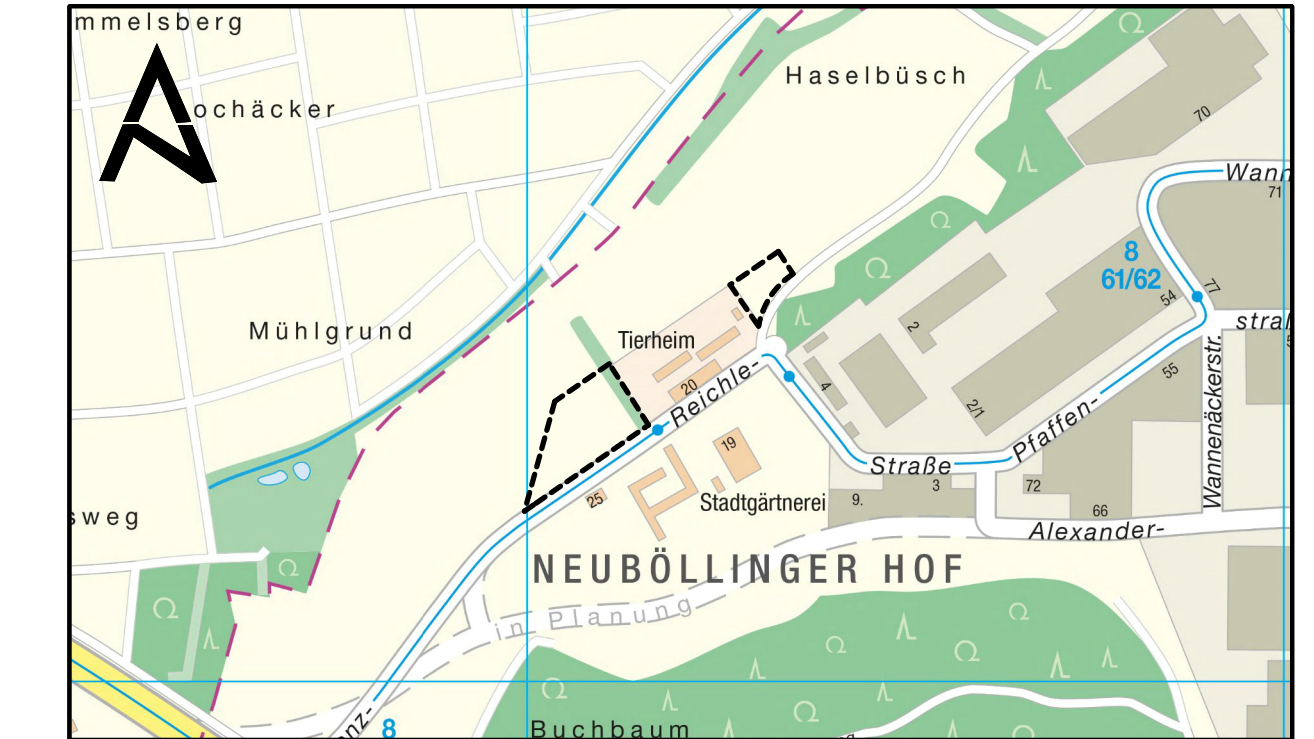 mmelsberg
ochäcker
Haselbüsch
70
Wann
71
8
61/62
77
54
stral
Mühlgrund
Tierheim
2
20
Reichle-
4
55
2/1
Pfaffen-
Wannenäckerstr.
19
Straße
sweg
25
Stadtgärtnerei
9.
3
72
66
Alexander-
NEUBÖLLINGER HOF
in Planung
nz-
8
Buchbaum